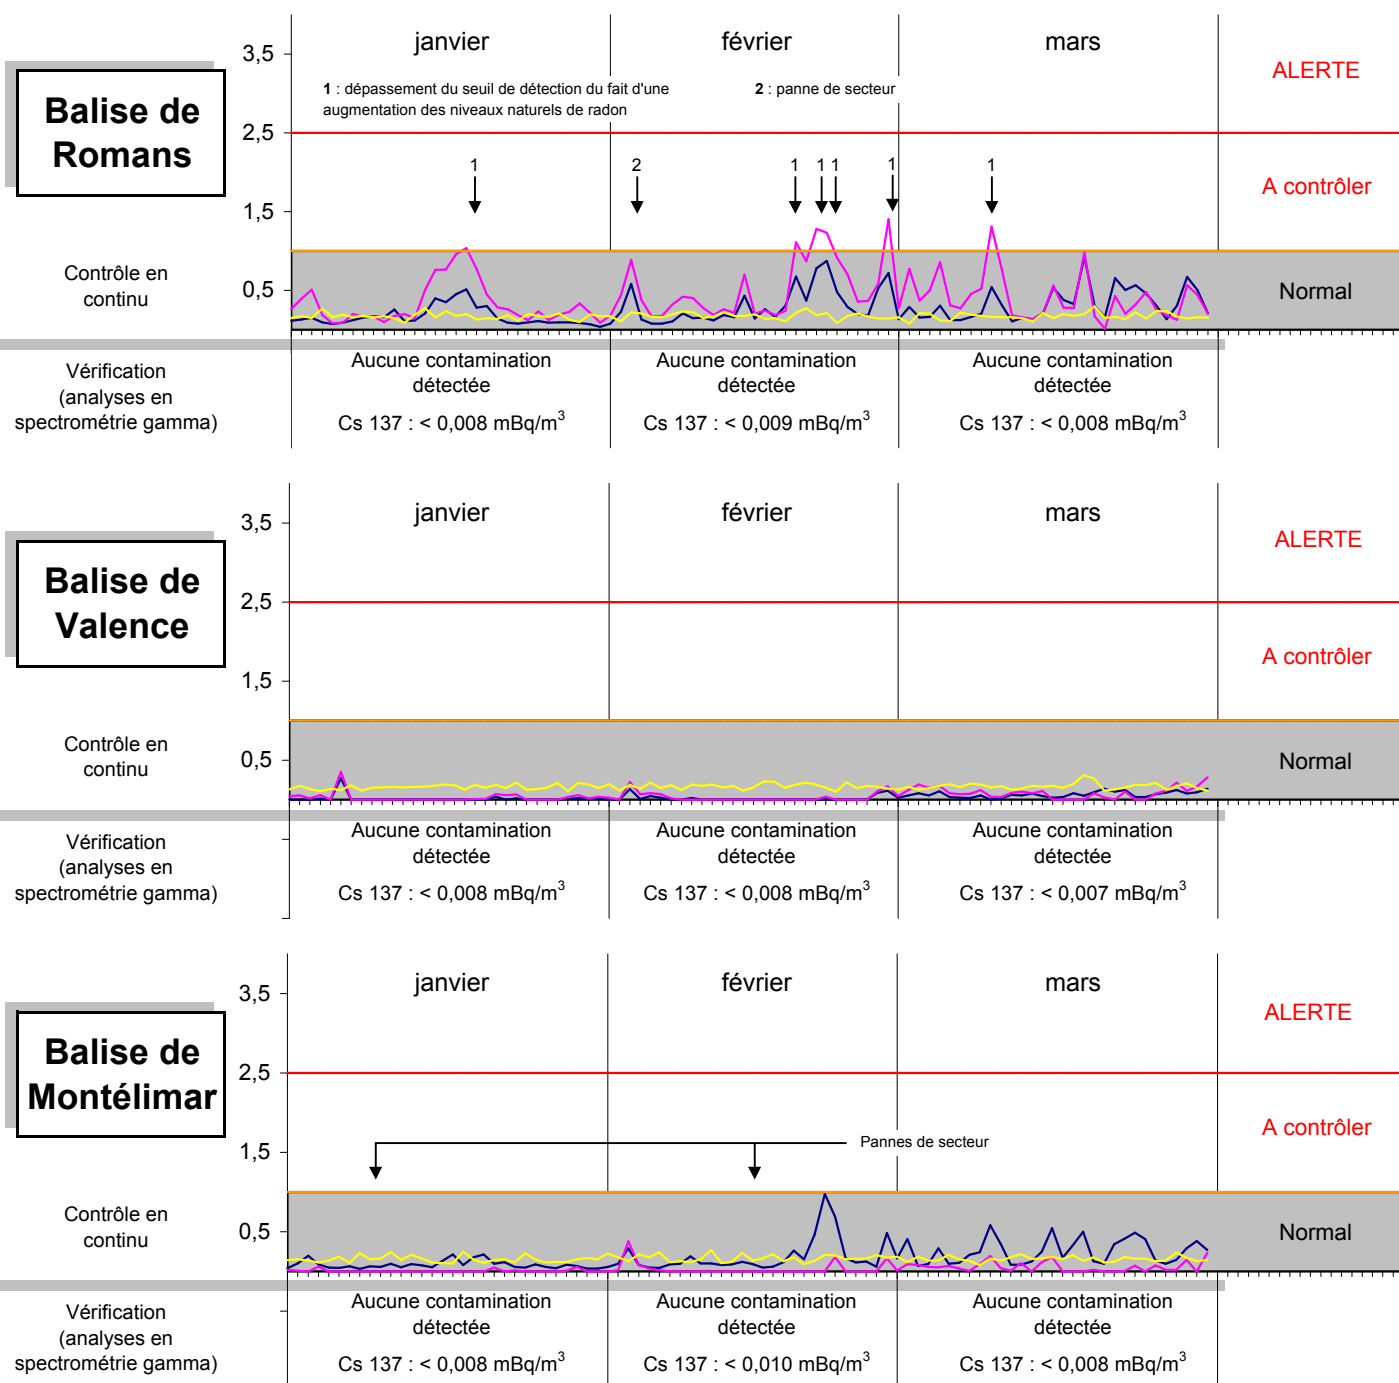 janvier
février
mars
3,5
ALERTE
1 : dépassement du seuil de détection du fait d'une
augmentation des niveaux naturels de radon
2 : panne de secteur
Balise de
Romans
2,5
1
2
1
1
1
1
1
A contrôler
1,5
Contrôle en
continu
0,5
Normal
Vérification
(analyses en
spectrométrie gamma)
Aucune contamination
détectée
Cs 137 : < 0,008 mBq/m³
Aucune contamination
détectée
Cs 137 : < 0,009 mBq/m³
Aucune contamination
détectée
Cs 137 : < 0,008 mBq/m³
janvier
février
mars
3,5
ALERTE
Balise de
Valence
2,5
A contrôler
1,5
Contrôle en
continu
0,5
Normal
Vérification
(analyses en
spectrométrie gamma)
Aucune contamination
détectée
Cs 137 : < 0,008 mBq/m³
Aucune contamination
détectée
Cs 137 : < 0,008 mBq/m³
Aucune contamination
détectée
Cs 137 : < 0,007 mBq/m³
janvier
février
mars
3,5
ALERTE
Balise de
Montélimar
2,5
A contrôler
Pannes de secteur
1,5
Contrôle en
continu
0,5
Normal
Vérification
(analyses en
spectrométrie gamma)
Aucune contamination
détectée
Cs 137 : < 0,008 mBq/m³
Aucune contamination
détectée
Cs 137 : < 0,010 mBq/m³
Aucune contamination
détectée
Cs 137 : < 0,008 mBq/m³